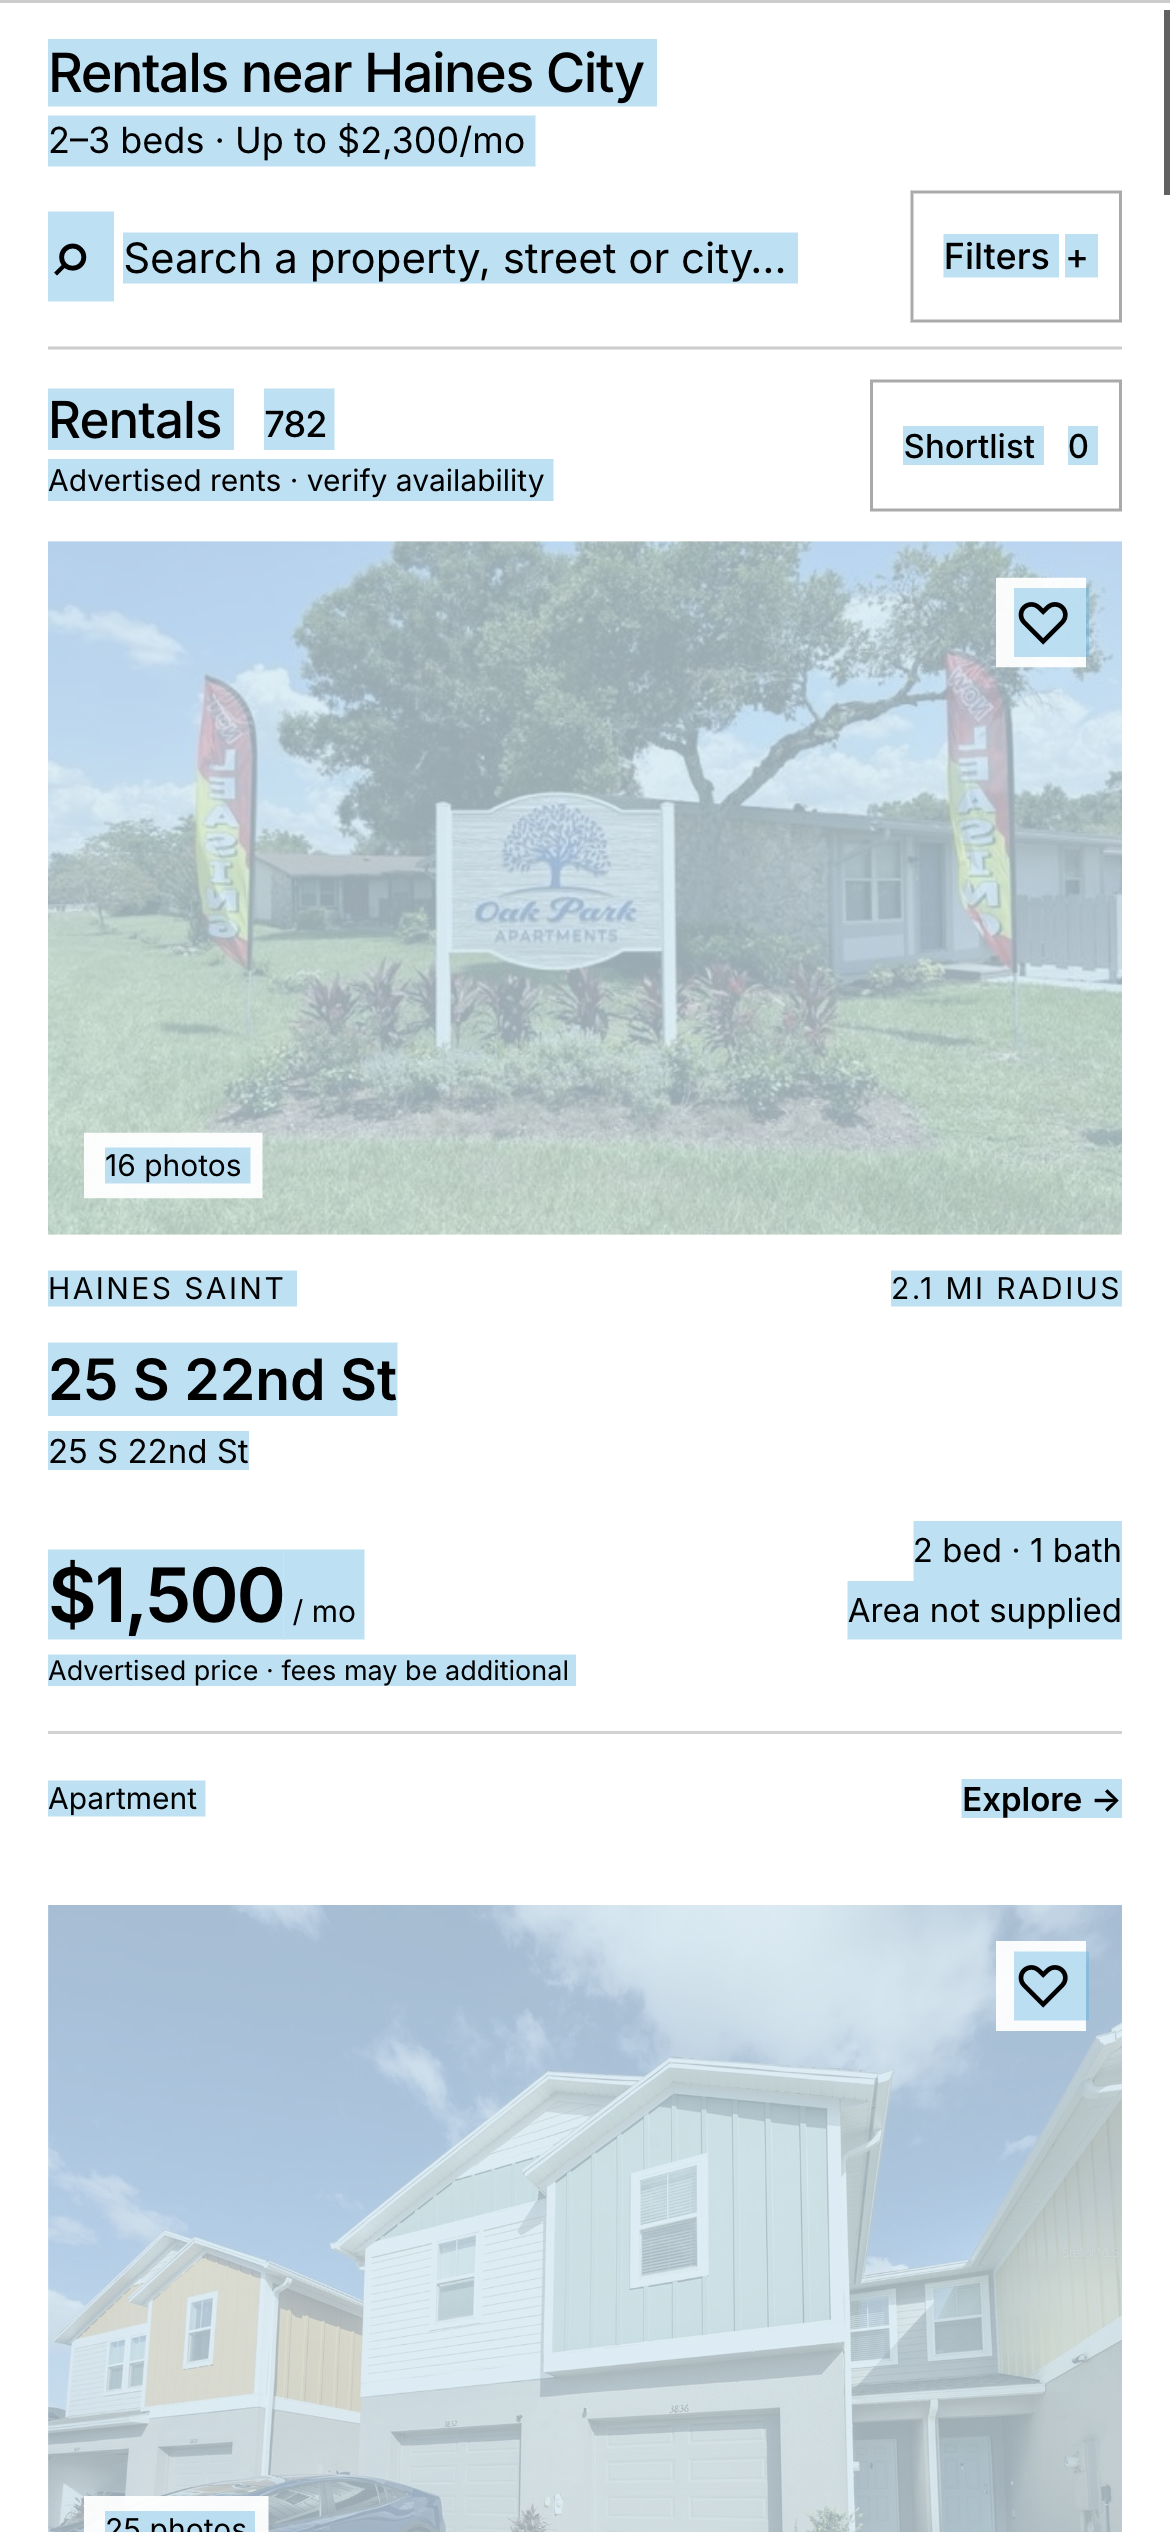 Rentals near Haines City
2–3 beds · Up to $2,300/mo
Search a property, street or city...
Filters +
Rentals 782
Shortlist 0
Advertised rents · verify availability
NOW LEASING
NOW LEASING
Oak Park
APARTMENTS
16 photos
HAINES SAINT
2.1 MI RADIUS
25 S 22nd St
25 S 22nd St
2 bed · 1 bath
$1,500 / mo
Area not supplied
Advertised price · fees may be additional
Apartment
Explore →
3836
25 photos